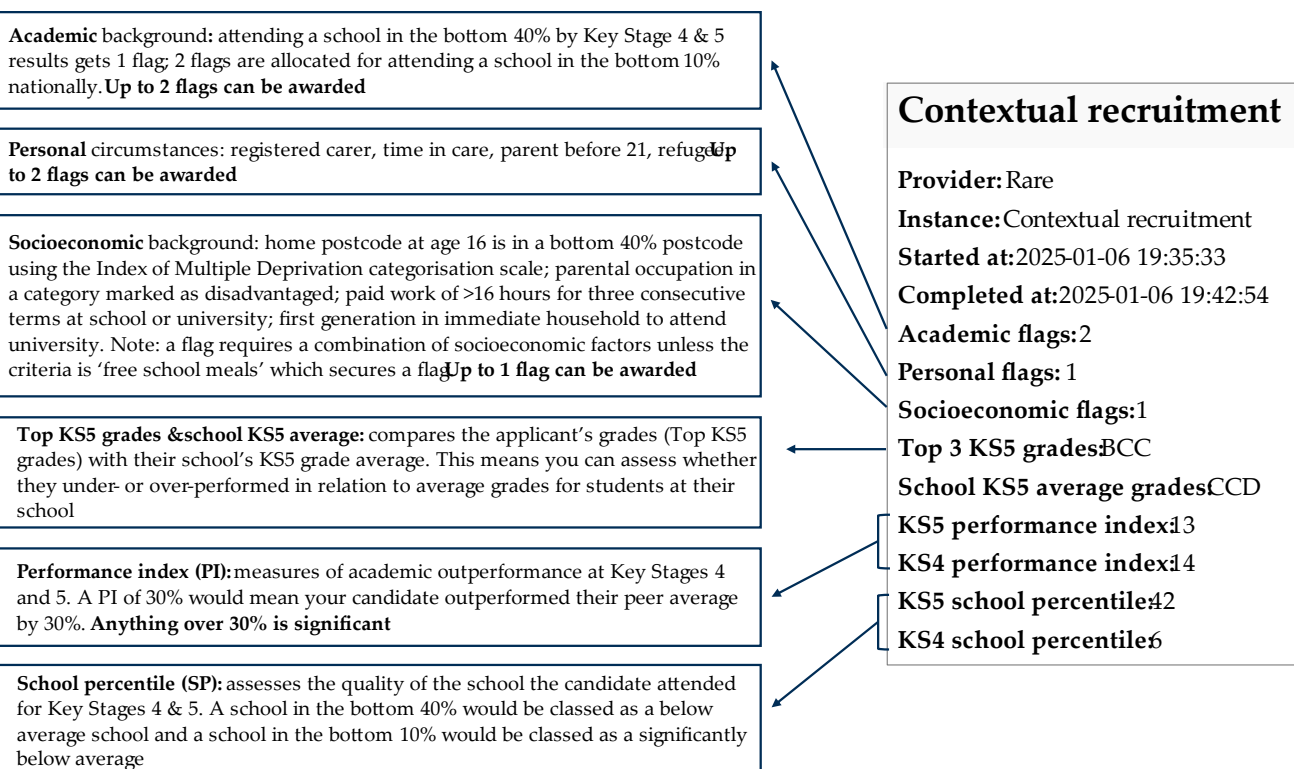 Academic background: attending a school in the bottom 40% by Key Stage 4 & 5
results gets 1 flag; 2 flags are allocated for attending a school in the bottom 10%
nationally. Up to 2 flags can be awarded
Personal circumstances: registered carer, time in care, parent before 21, refugee Up
to 2 flags can be awarded
Socioeconomic background: home postcode at age 16 is in a bottom 40% postcode
using the Index of Multiple Deprivation categorisation scale; parental occupation in
a category marked as disadvantaged; paid work of >16 hours for three consecutive
terms at school or university; first generation in immediate household to attend
university. Note: a flag requires a combination of socioeconomic factors unless the
criteria is ‘free school meals’ which secures a flag Up to 1 flag can be awarded
Top KS5 grades & school KS5 average: compares the applicant’s grades (Top KS5
grades) with their school’s KS5 grade average. This means you can assess whether
they under- or over-performed in relation to average grades for students at their
school
Performance index (PI): measures of academic outperformance at Key Stages 4
and 5. A PI of 30% would mean your candidate outperformed their peer average
by 30%. Anything over 30% is significant
School percentile (SP): assesses the quality of the school the candidate attended
for Key Stages 4 & 5. A school in the bottom 40% would be classed as a below
average school and a school in the bottom 10% would be classed as a significantly
below average
Contextual recruitment
Provider: Rare
Instance: Contextual recruitment
Started at: 2025-01-06 19:35:33
Completed at: 2025-01-06 19:42:54
Academic flags: 2
Personal flags: 1
Socioeconomic flags: 1
Top 3 KS5 grades: BCC
School KS5 average grades: CCD
KS5 performance index: 13
KS4 performance index: 14
KS5 school percentile: 42
KS4 school percentile: 6